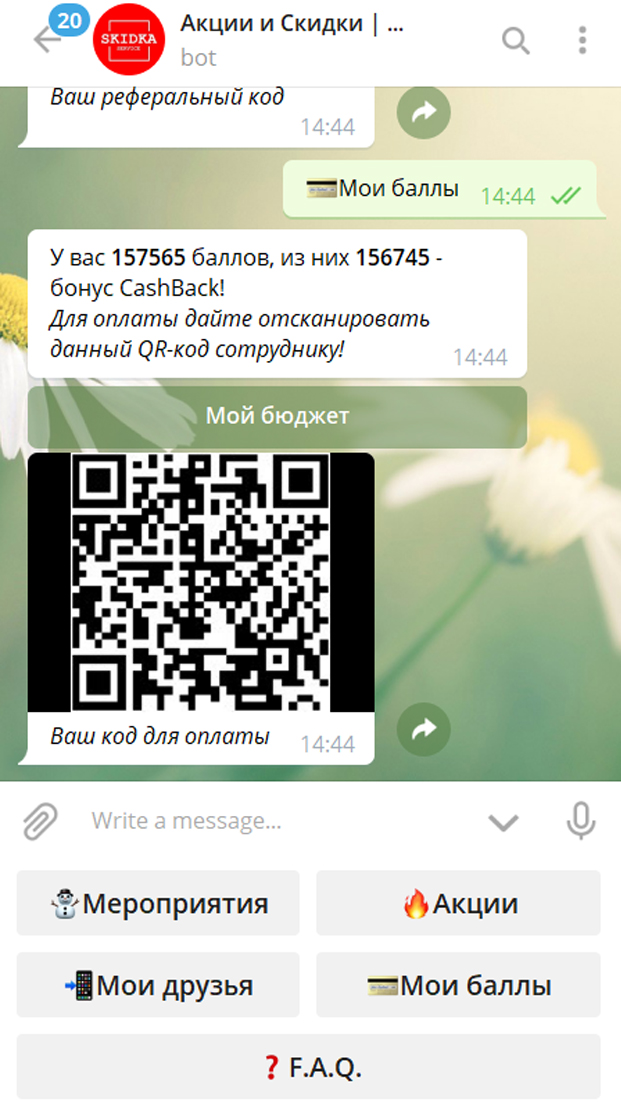 20
SKIDKA
SERVICE
Акции и Скидки | ...
bot
Ваш реферальный код
14:44
Мои баллы 14:44
У вас 157565 баллов, из них 156745 -
бонус CashBack!
Для оплаты дайте отсканировать
данный QR-код сотруднику!
14:44
Мой бюджет
Ваш код для оплаты 14:44
Write a message...
Мероприятия
Акции
Мои друзья
Мои баллы
F.A.Q.